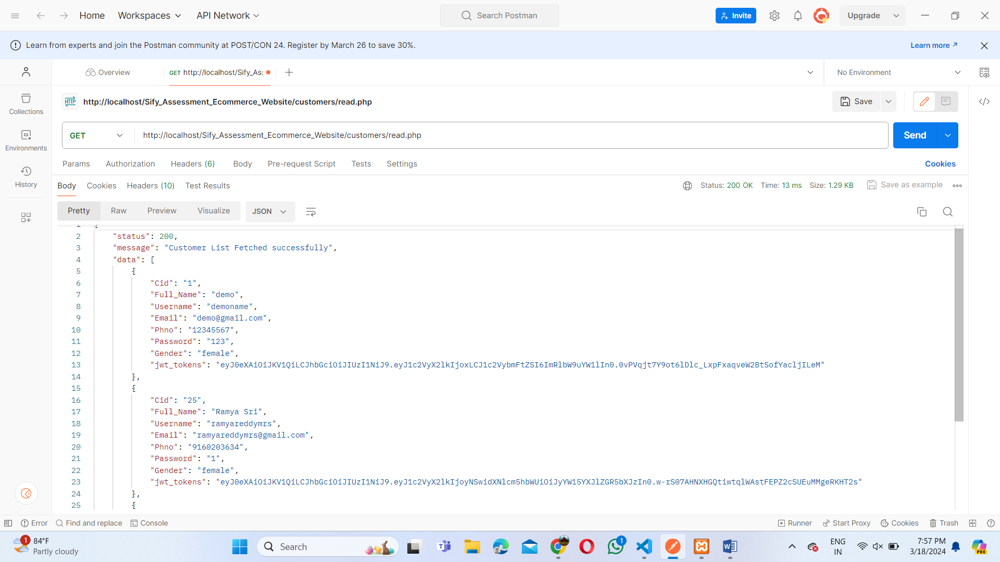 Home Workspaces API Network Search Postman Invite Upgrade
Learn from experts and join the Postman community at POST/CON 24. Register by March 26 to save 30%. Learn more
Overview GET http://localhost/Sify_As No Environment
HTTP http://localhost/Sify_Assessment_Ecommerce_Website/customers/read.php Save
Collections
Environments
History
GET http://localhost/Sify_Assessment_Ecommerce_Website/customers/read.php Send
Params Authorization Headers (6) Body Pre-request Script Tests Settings Cookies
Body Cookies Headers (10) Test Results Status: 200 OK Time: 13 ms Size: 1.29 KB Save as example
Pretty Raw Preview Visualize JSON
1 {
2 "status": 200,
3 "message": "Customer List Fetched successfully",
4 "data": [
5 {
6 "Cid": "1",
7 "Full_Name": "demo",
8 "Username": "demoname",
9 "Email": "demo@gmail.com",
10 "Phno": "12345567",
11 "Password": "123",
12 "Gender": "female",
13 "jwt_tokens": "eyJ0eXAiOiJKV1QiLCJhbGciOiJIUzI1NiJ9.eyJ1c2VyX2lkIjoxLCJ1c2VybmFtZSI6ImRlbW9uYW1lIn0.0vPVqjt7Y9ot6lDlc_LxpFxaqveW2BtSofYacljILeM"
14 },
15 {
16 "Cid": "25",
17 "Full_Name": "Ramya Sri",
18 "Username": "ramyareddymrs",
19 "Email": "ramyareddymrs@gmail.com",
20 "Phno": "9160203634",
21 "Password": "1",
22 "Gender": "female",
23 "jwt_tokens": "eyJ0eXAiOiJKV1QiLCJhbGciOiJIUzI1NiJ9.eyJ1c2VyX2lkIjoyNSwidXNlcm5hbWUiOiJyYW15YXJlZGR5bXJzIn0.w-rS07AHNXHGQtiwtqlWAstFEPZ2cSUEuMMgeRKHT2s"
24 },
25 {
Error Find and replace Console Runner Start Proxy Cookies Trash
1 84°F
Partly cloudy
Search
1
ENG
IN
7:57 PM
3/18/2024
PRE